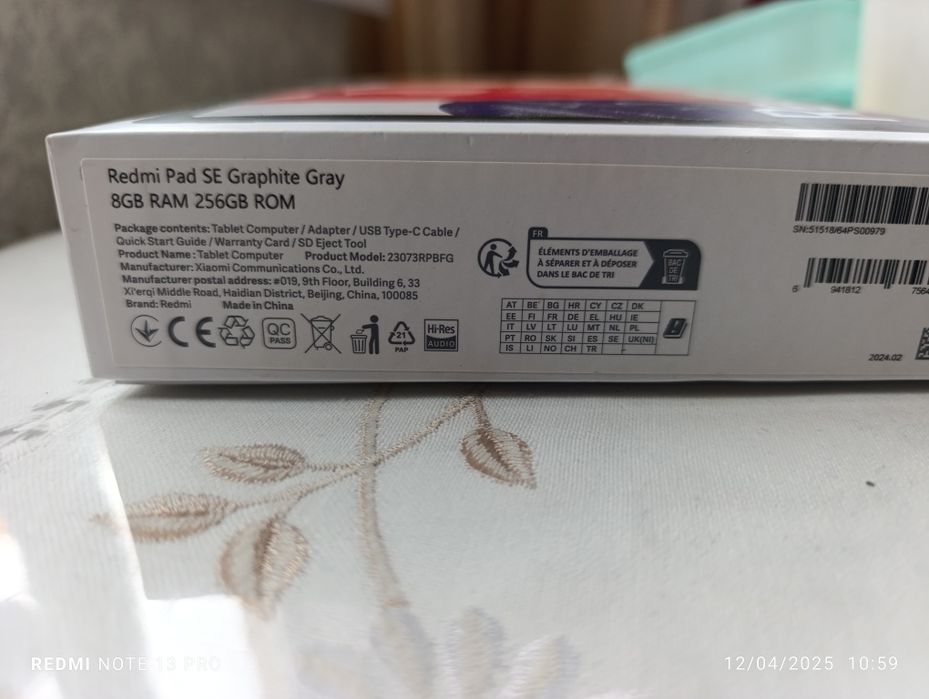 Redmi Pad SE Graphite Gray
8GB RAM 256GB ROM
Package contents: Tablet Computer / Adapter / USB Type-C Cable /
Quick Start Guide / Warranty Card / SD Eject Tool
Product Name: Tablet Computer Product Model: 23073RPBFG
Manufacturer: Xiaomi Communications Co., Ltd.
Manufacturer postal address: #019, 9th Floor, Building 6, 33
Xi'erqi Middle Road, Haidian District, Beijing, China, 100085
Brand: Redmi Made in China
CE
QC
PASS
21
PAP
Hi-Res
AUDIO
FR
ÉLÉMENTS D'EMBALLAGE
À SÉPARER ET À DÉPOSER
DANS LE BAC DE TRI
BAC
DE
TRI
AT BE BG HR CY CZ DK
EE FI FR DE EL HU IE
IT LV LT LU MT NL PL
PT RO SK SI ES SE UK(NI)
IS LI NO CH TR
SN:51518/64PS00979
6 941812 7564
2024.02
REDMI NOTE 13 PRO
12/04/2025 10:59